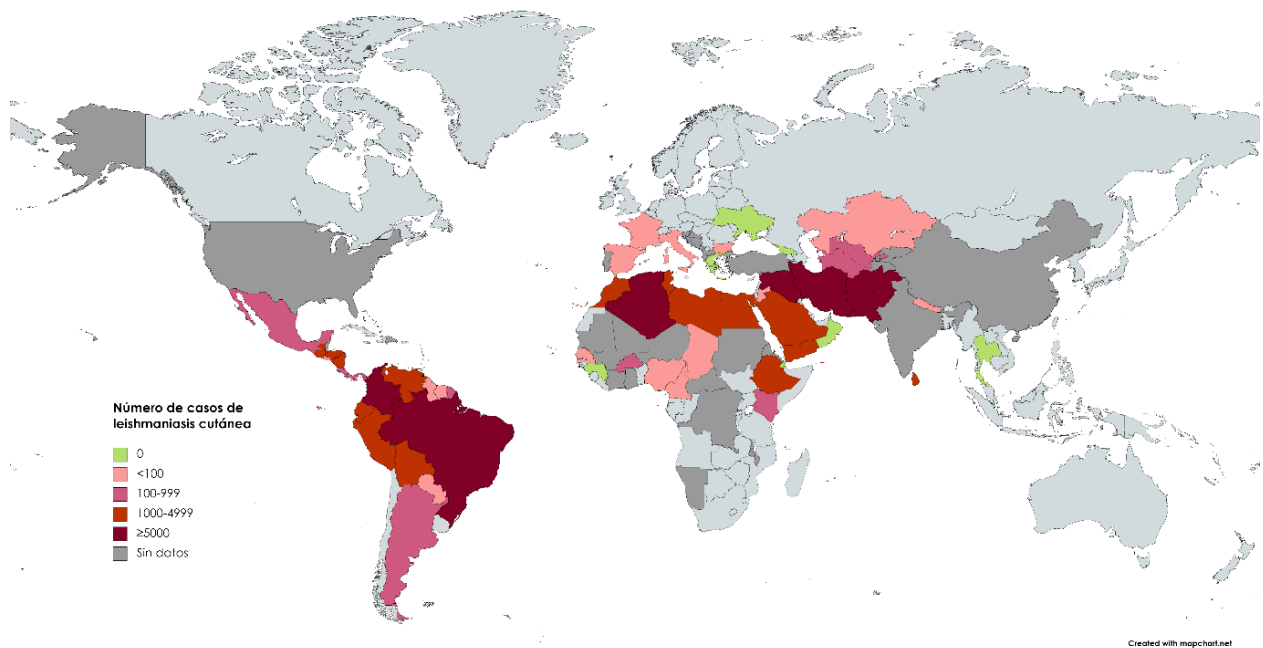 Número de casos de
leishmaniasis cutánea
0
<100
100-999
1000-4999
≥5000
Sin datos
Created with mapchart.net